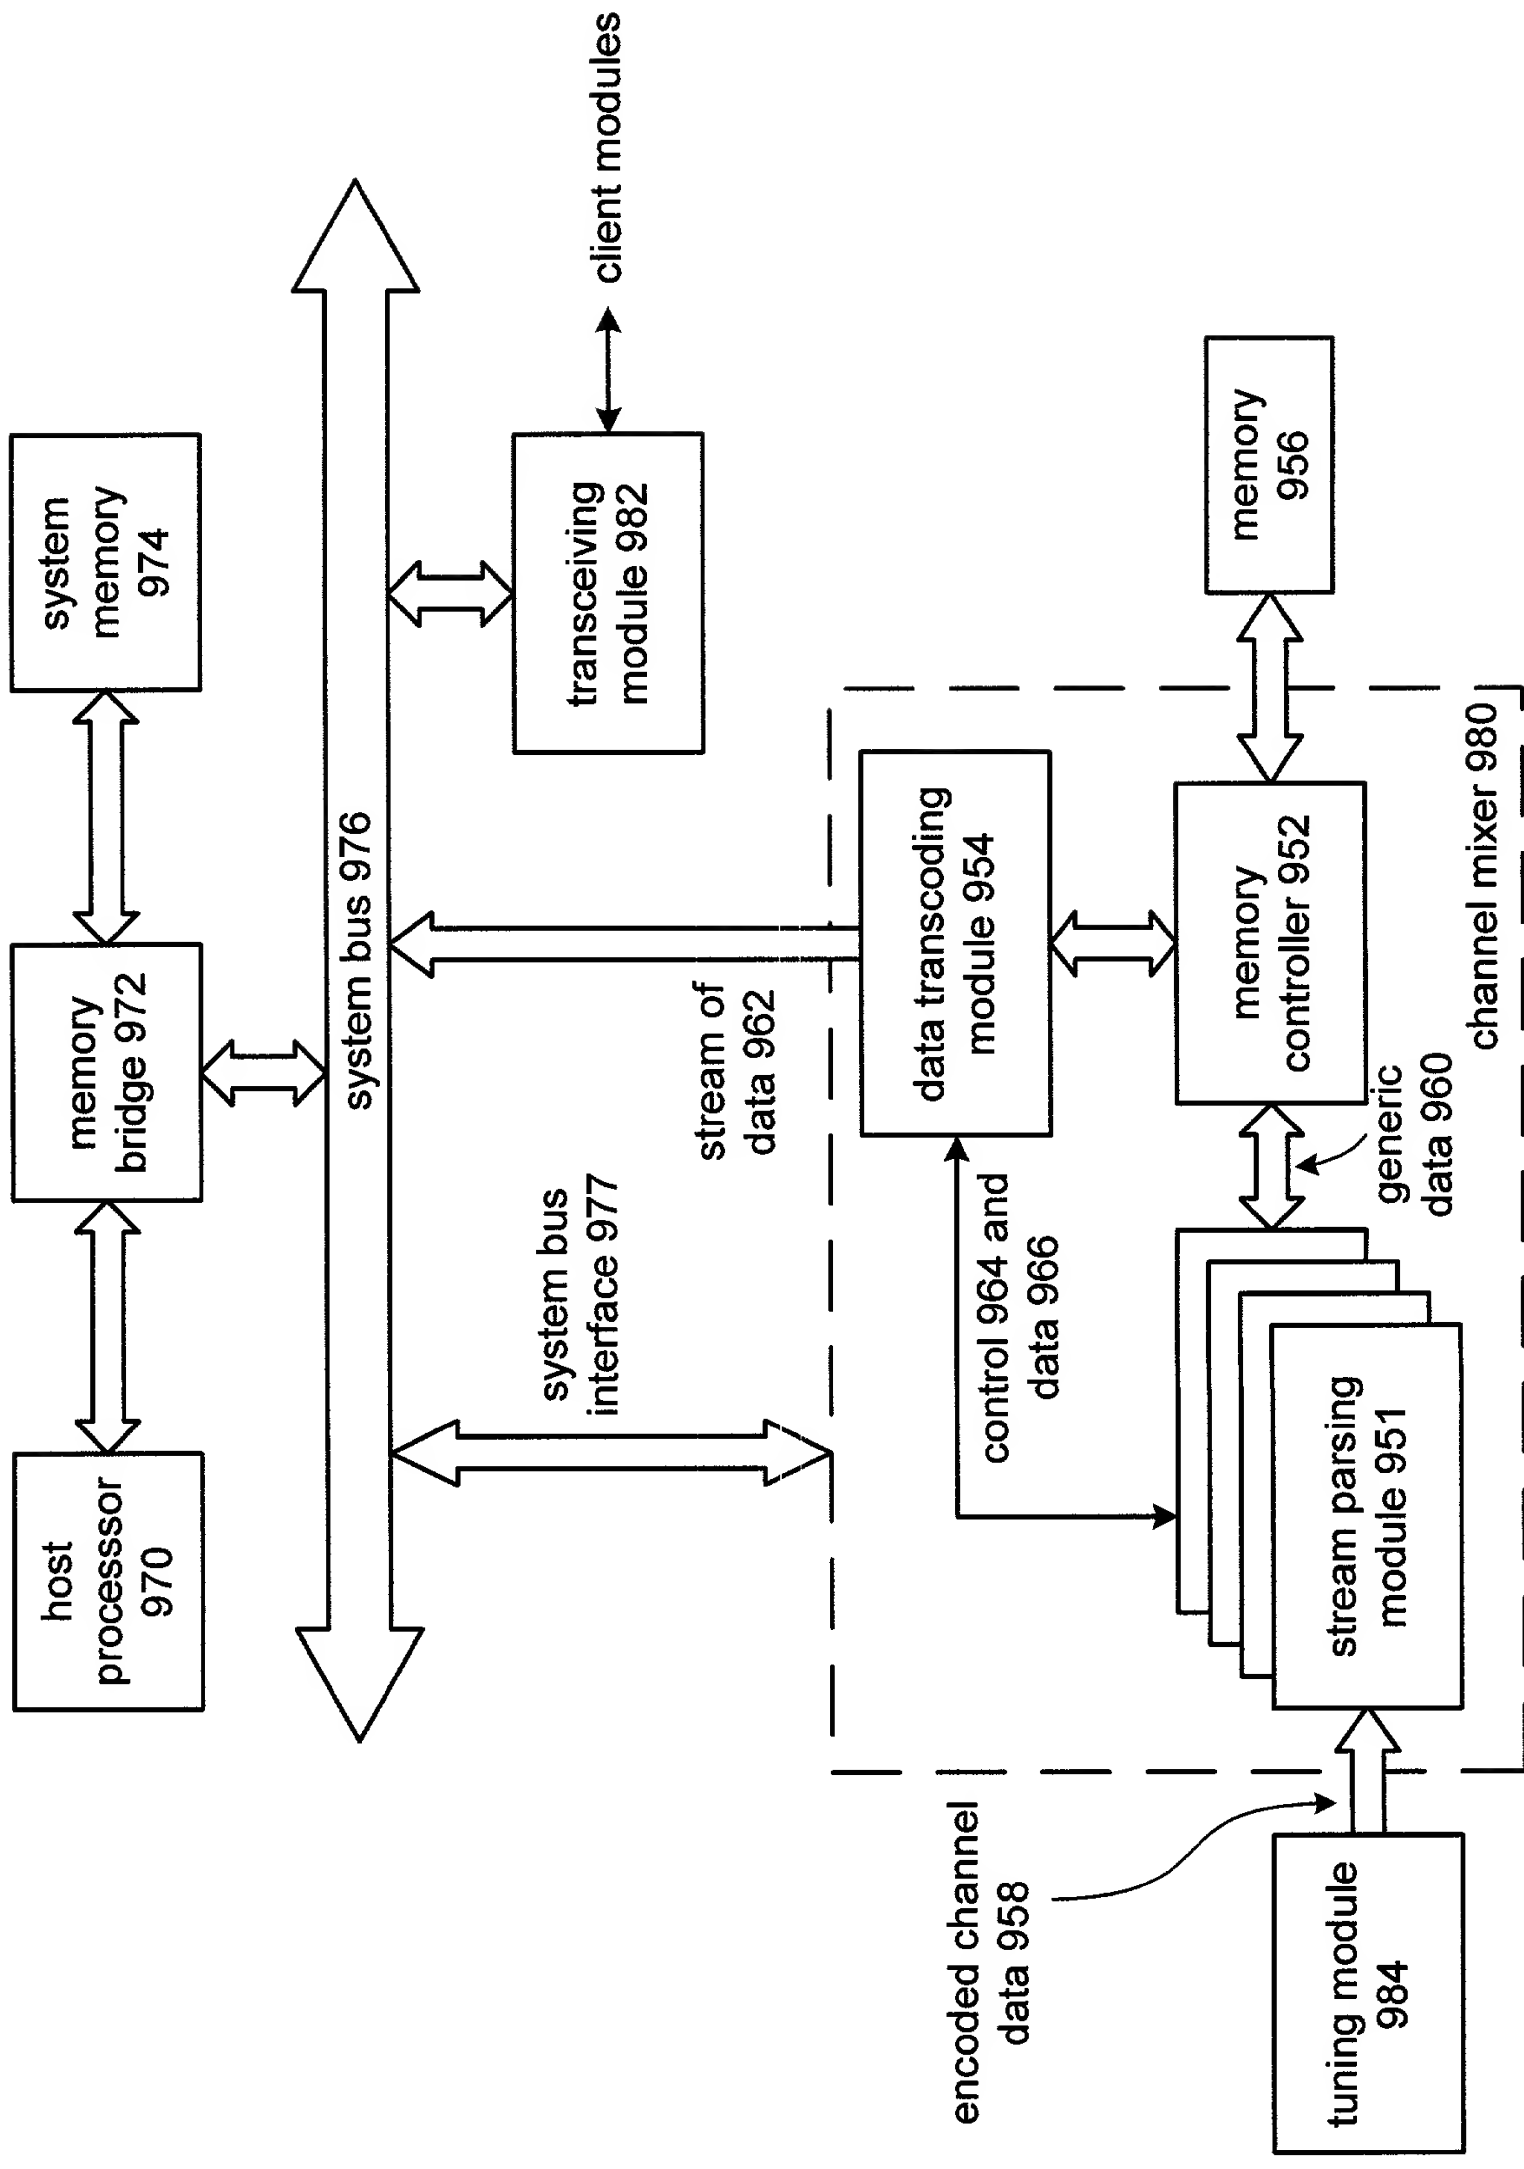 host
processsor
970
memory
bridge 972
system
memory
974
system bus 976
system bus
interface 977
stream of
data 962
transceiving
module 982
client modules
data transcoding
module 954
control 964 and
data 966
encoded channel
data 958
tuning module
984
stream parsing
module 951
generic
data 960
memory
controller 952
memory
956
channel mixer 980